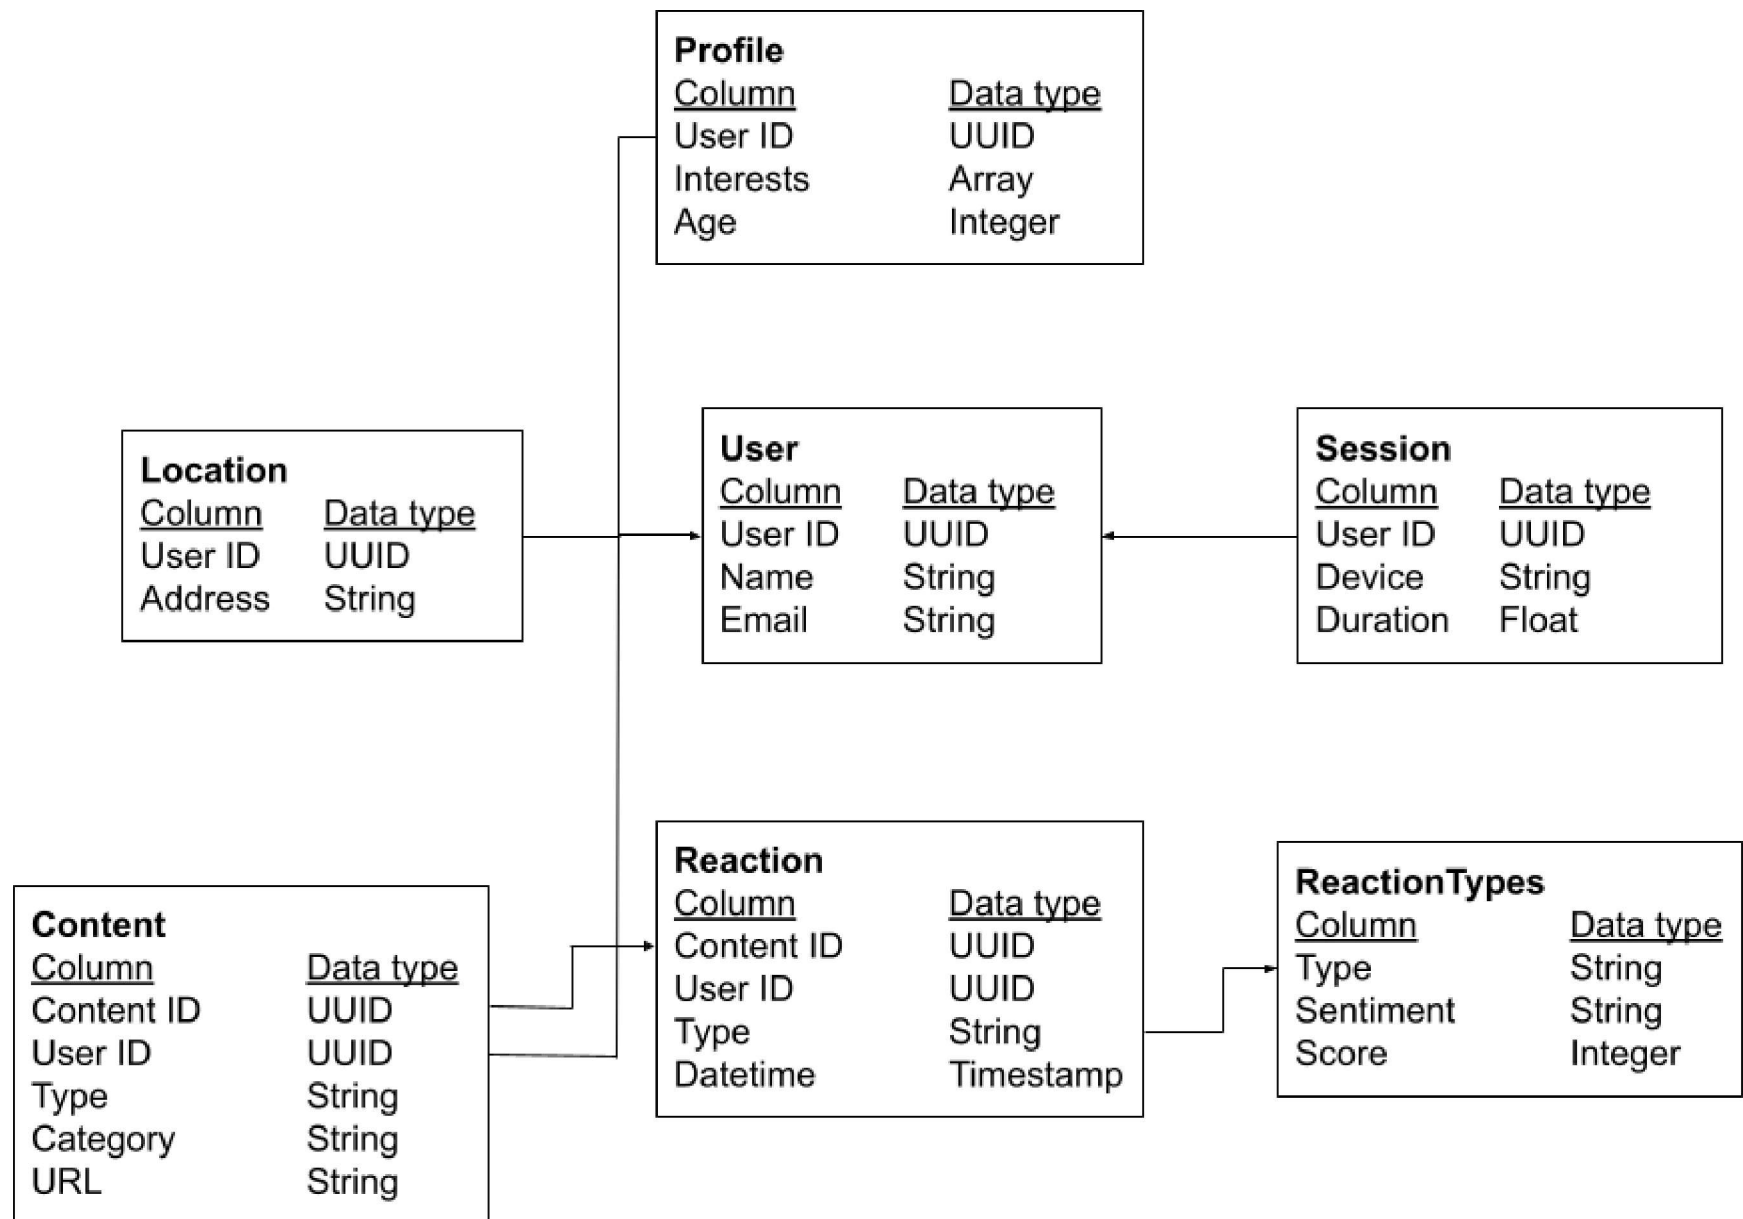 Profile
Column Data type
User ID UUID
Interests Array
Age Integer
Location
Column Data type
User ID UUID
Address String
User
Column Data type
User ID UUID
Name String
Email String
Session
Column Data type
User ID UUID
Device String
Duration Float
Content
Column Data type
Content ID UUID
User ID UUID
Type String
Category String
URL String
Reaction
Column Data type
Content ID UUID
User ID UUID
Type String
Datetime Timestamp
ReactionTypes
Column Data type
Type String
Sentiment String
Score Integer